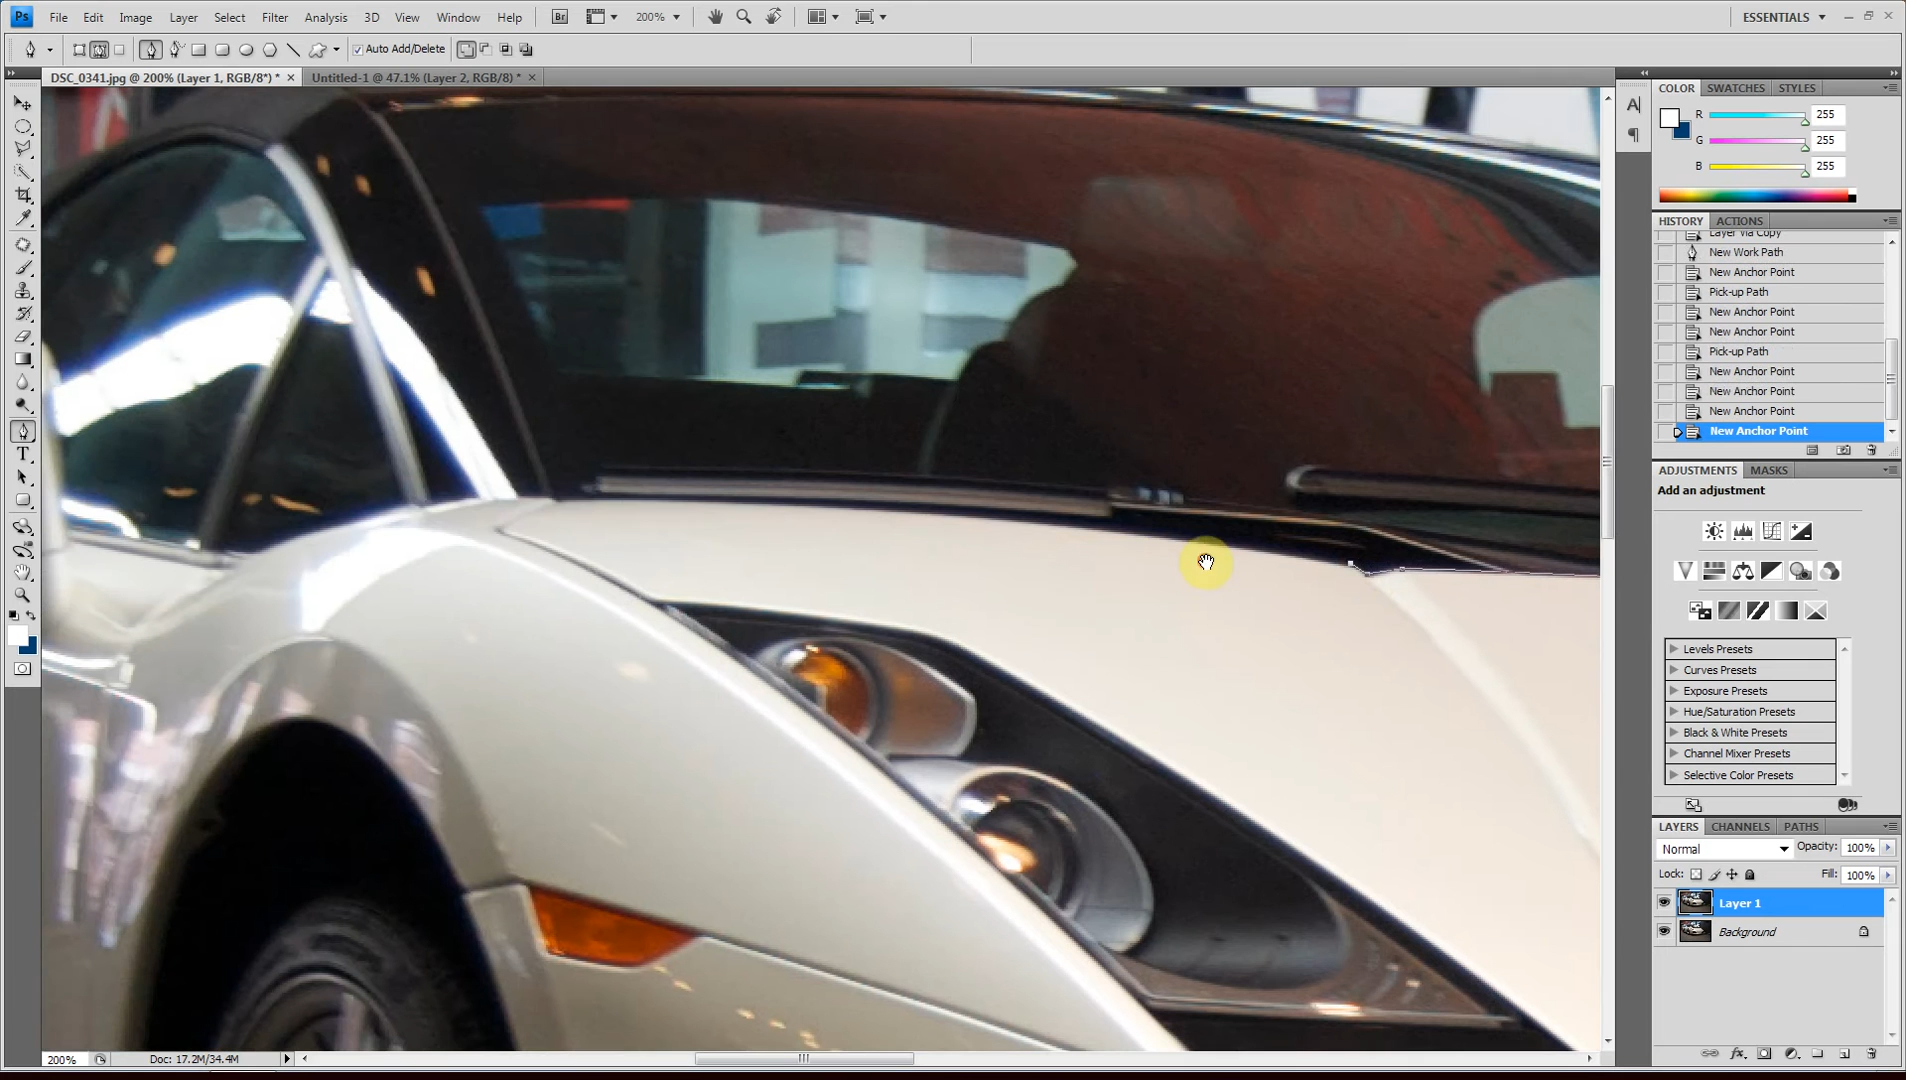 Ps File Edit Image Layer Select Filter Analysis 3D View Window Help Br 200% ESSENTIALS
Auto Add/Delete
DSC_0341.jpg @ 200% (Layer 1, RGB/8*) * × Untitled-1 @ 47.1% (Layer 2, RGB/8) * ×
COLOR SWATCHES STYLES
R 255
G 255
B 255
HISTORY ACTIONS
Layer Via Copy
New Work Path
New Anchor Point
Pick-up Path
New Anchor Point
New Anchor Point
Pick-up Path
New Anchor Point
New Anchor Point
New Anchor Point
New Anchor Point
ADJUSTMENTS MASKS
Add an adjustment
Levels Presets
Curves Presets
Exposure Presets
Hue/Saturation Presets
Black & White Presets
Channel Mixer Presets
Selective Color Presets
LAYERS CHANNELS PATHS
Normal Opacity: 100%
Lock: Fill: 100%
Layer 1
Background
200% Doc: 17.2M/34.4M